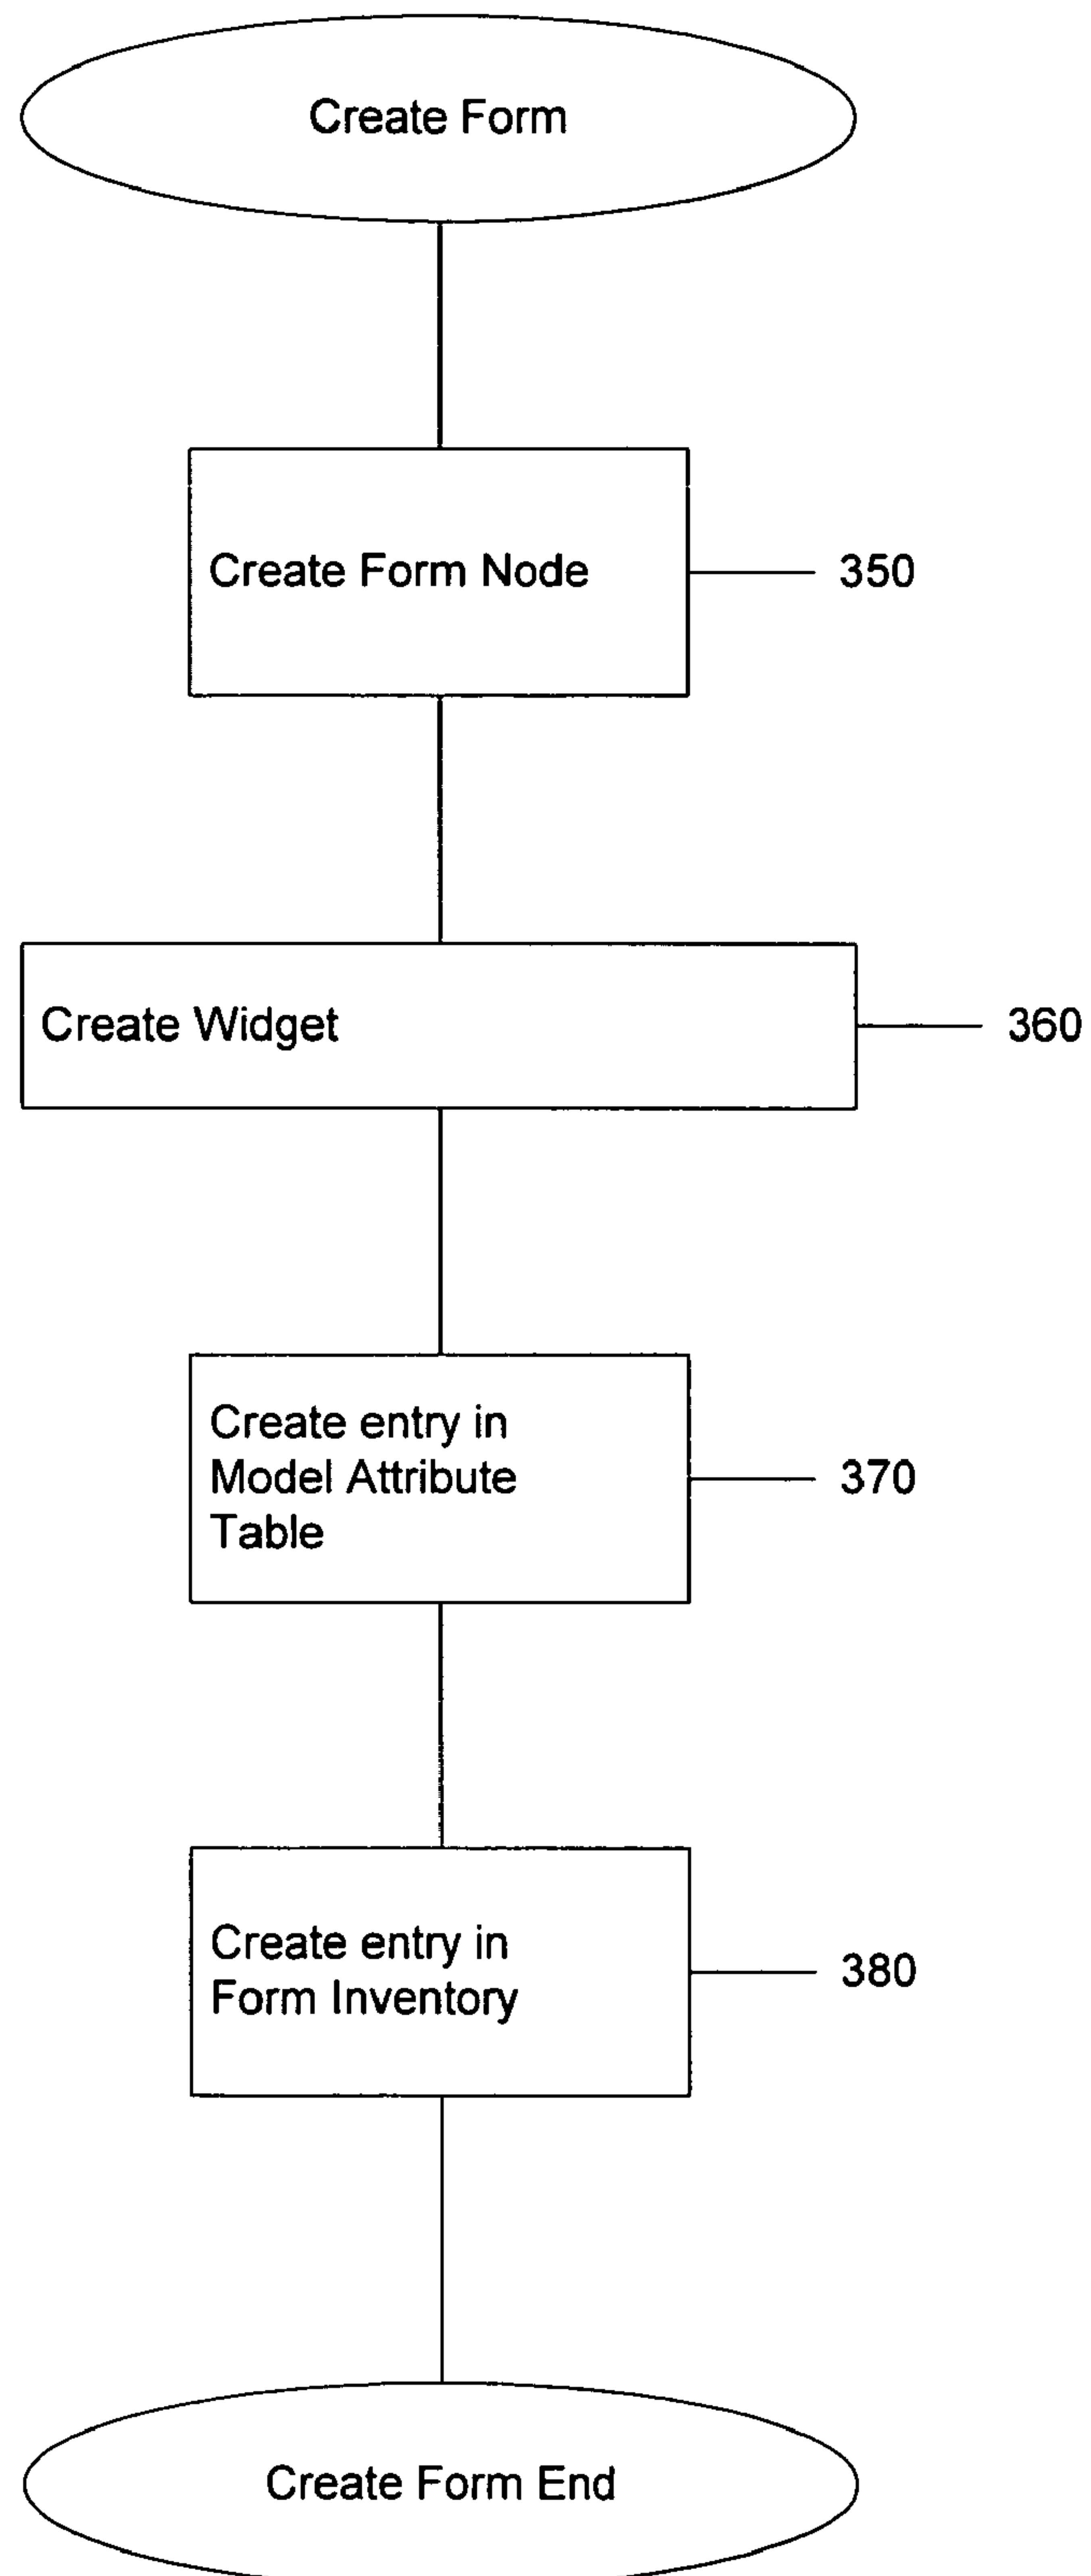 Create Form
Create Form Node
350
Create Widget
360
Create entry in
Model Attribute
Table
370
Create entry in
Form Inventory
380
Create Form End